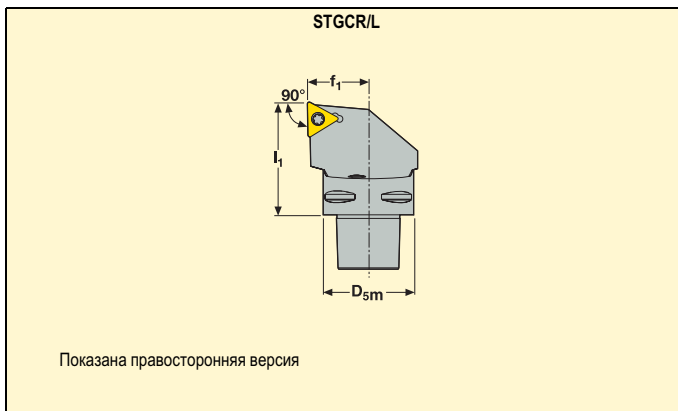 STGCR/L
f1
90°
l1
D5m
Показана правосторонняя версия